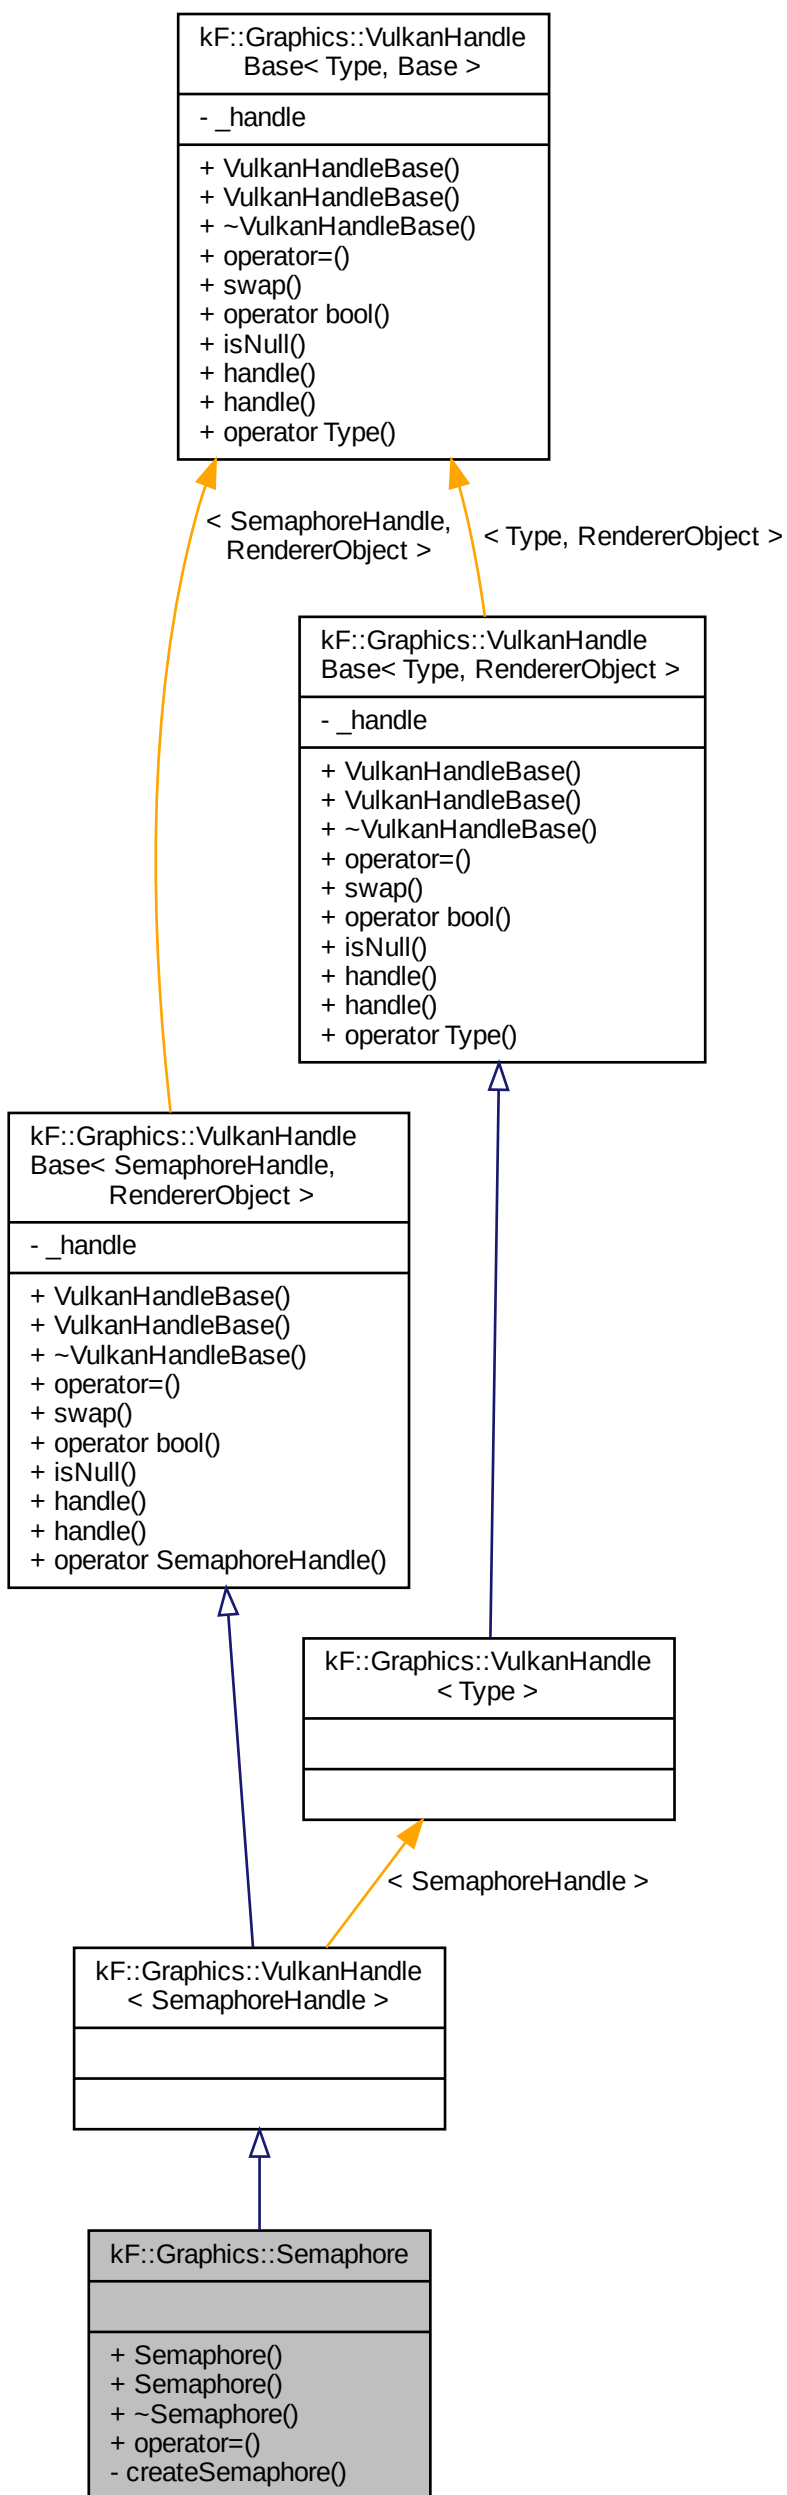 kF::Graphics::VulkanHandle
Base< Type, Base >
- _handle
+ VulkanHandleBase()
+ VulkanHandleBase()
+ ~VulkanHandleBase()
+ operator=()
+ swap()
+ operator bool()
+ isNull()
+ handle()
+ handle()
+ operator Type()
< SemaphoreHandle,
RendererObject >
< Type, RendererObject >
kF::Graphics::VulkanHandle
Base< Type, RendererObject >
- _handle
+ VulkanHandleBase()
+ VulkanHandleBase()
+ ~VulkanHandleBase()
+ operator=()
+ swap()
+ operator bool()
+ isNull()
+ handle()
+ handle()
+ operator Type()
kF::Graphics::VulkanHandle
Base< SemaphoreHandle,
RendererObject >
- _handle
+ VulkanHandleBase()
+ VulkanHandleBase()
+ ~VulkanHandleBase()
+ operator=()
+ swap()
+ operator bool()
+ isNull()
+ handle()
+ handle()
+ operator SemaphoreHandle()
kF::Graphics::VulkanHandle
< Type >
< SemaphoreHandle >
kF::Graphics::VulkanHandle
< SemaphoreHandle >
kF::Graphics::Semaphore
+ Semaphore()
+ Semaphore()
+ ~Semaphore()
+ operator=()
- createSemaphore()